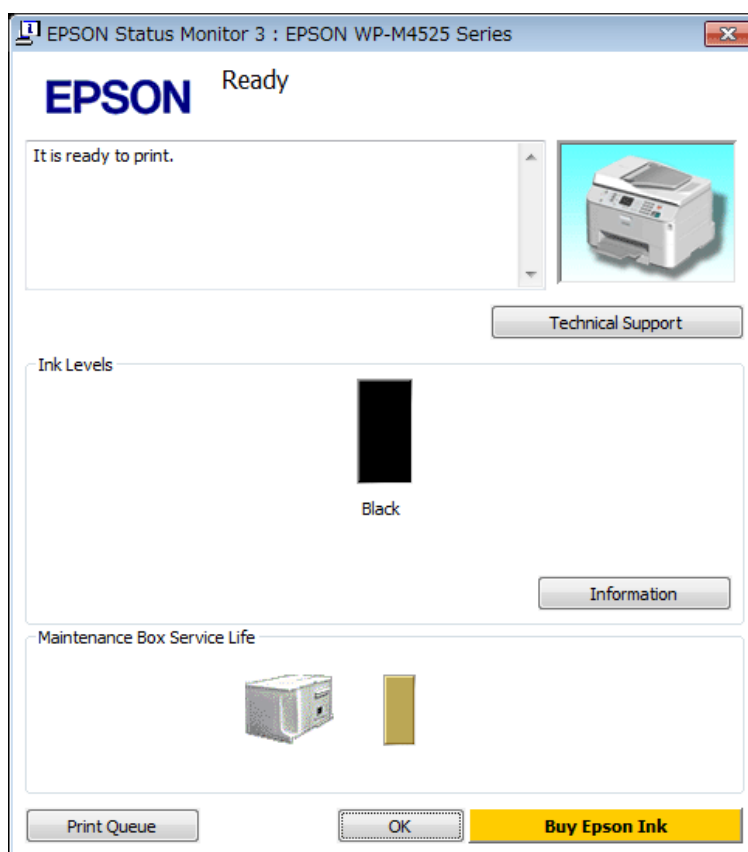 EPSON Status Monitor 3 : EPSON WP-M4525 Series
EPSON
Ready
It is ready to print.
Technical Support
Ink Levels
Black
Information
Maintenance Box Service Life
Print Queue
OK
Buy Epson Ink